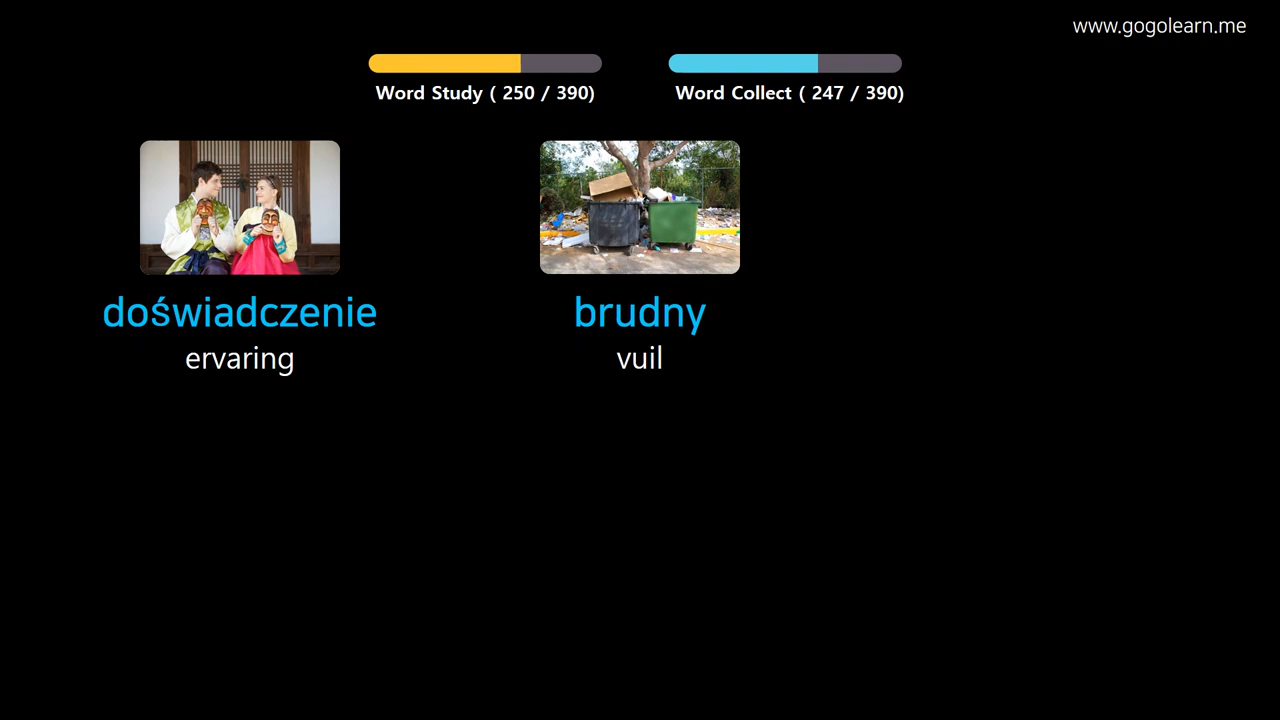 www.gogolearn.me
Word Study ( 250 / 390)
Word Collect ( 247 / 390)
doświadczenie
ervaring
brudny
vuil